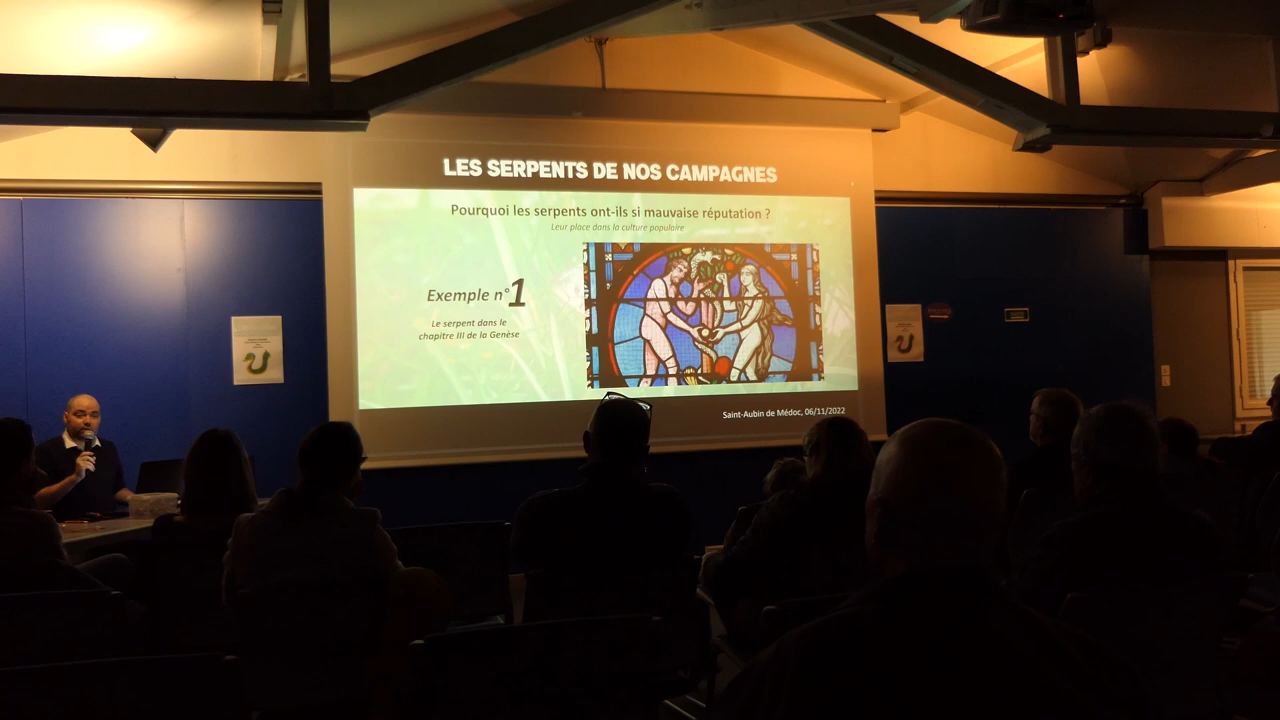 LES SERPENTS DE NOS CAMPAGNES
Pourquoi les serpents ont-ils si mauvaise réputation ?
Leur place dans la culture populaire
Exemple n°1
Le serpent dans le
chapitre III de la Genèse
Saint-Aubin de Médoc, 06/11/2022